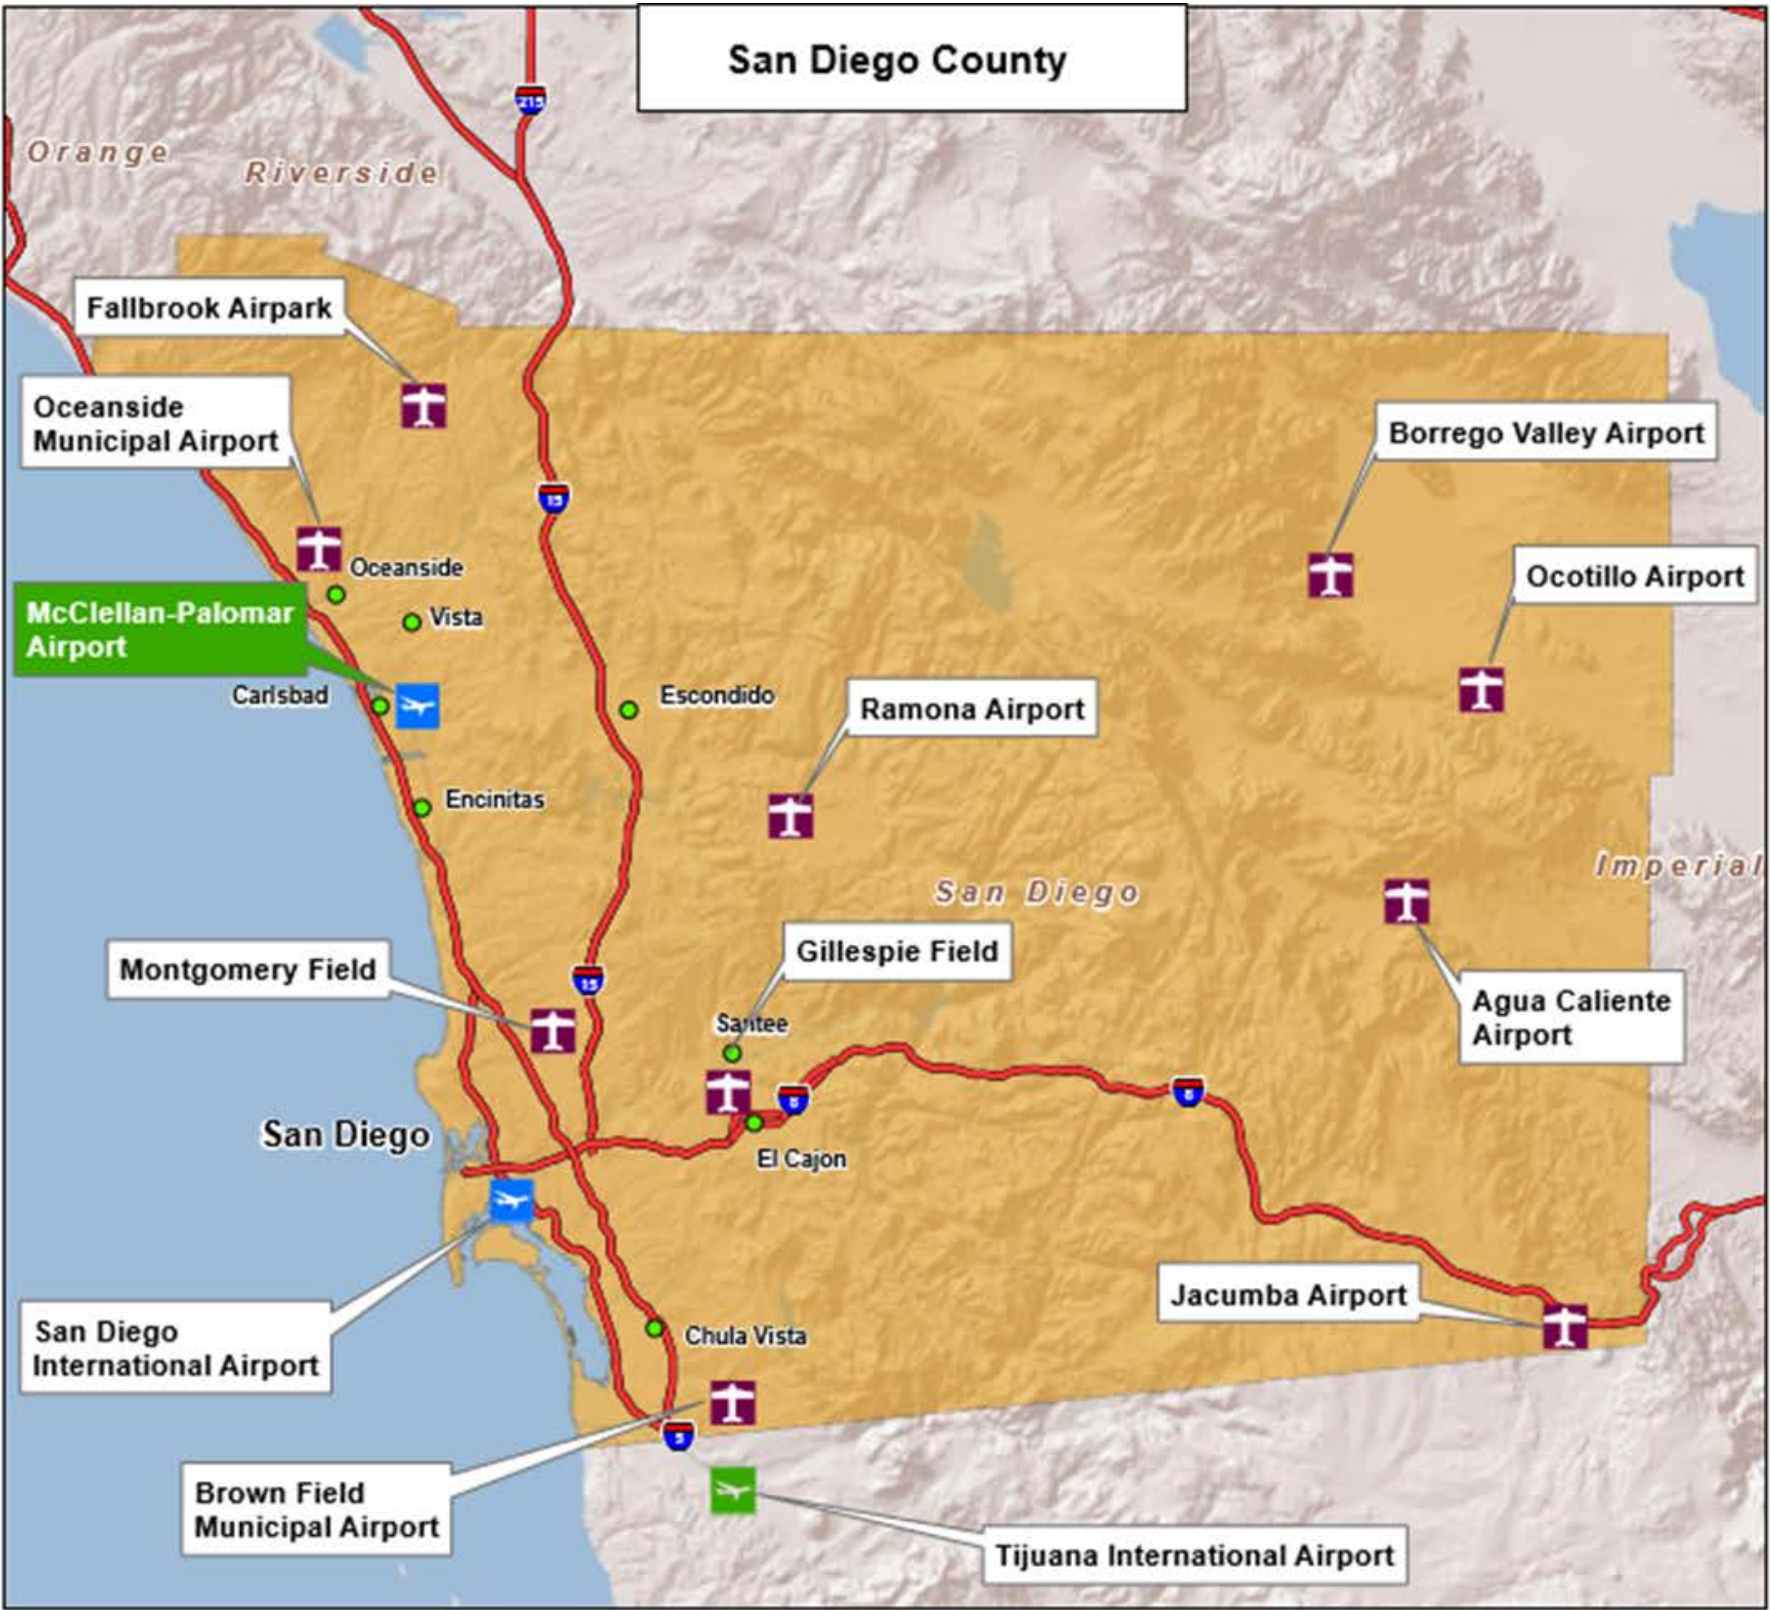 San Diego County
215
Orange
Riverside
Fallbrook Airpark
Oceanside
Municipal Airport
Borrego Valley Airport
15
Oceanside
Ocotillo Airport
McClellan-Palomar
Airport
Vista
Carlsbad
Escondido
Ramona Airport
Encinitas
Imperial
San Diego
Gillespie Field
Montgomery Field
15
Agua Caliente
Airport
Santee
8
8
San Diego
El Cajon
Jacumba Airport
San Diego
International Airport
Chula Vista
5
Brown Field
Municipal Airport
Tijuana International Airport